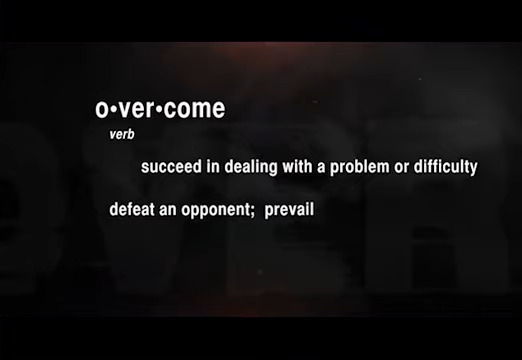 o•ver•come
verb
succeed in dealing with a problem or difficulty
defeat an opponent; prevail